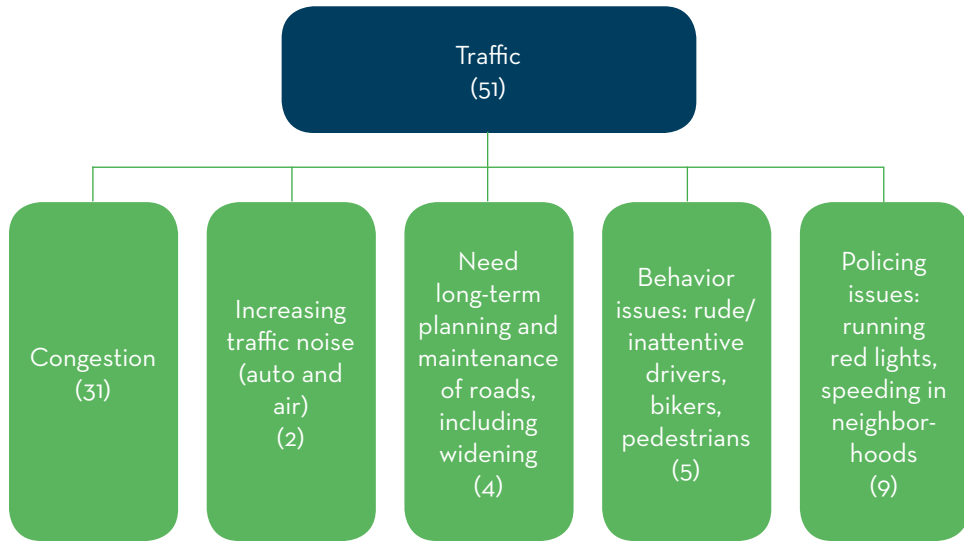 Traffic
(51)
Congestion
(31)
Increasing
traffic noise
(auto and
air)
(2)
Need
long-term
planning and
maintenance
of roads,
including
widening
(4)
Behavior
issues: rude/
inattentive
drivers,
bikers,
pedestrians
(5)
Policing
issues:
running
red lights,
speeding in
neighbor-
hoods
(9)